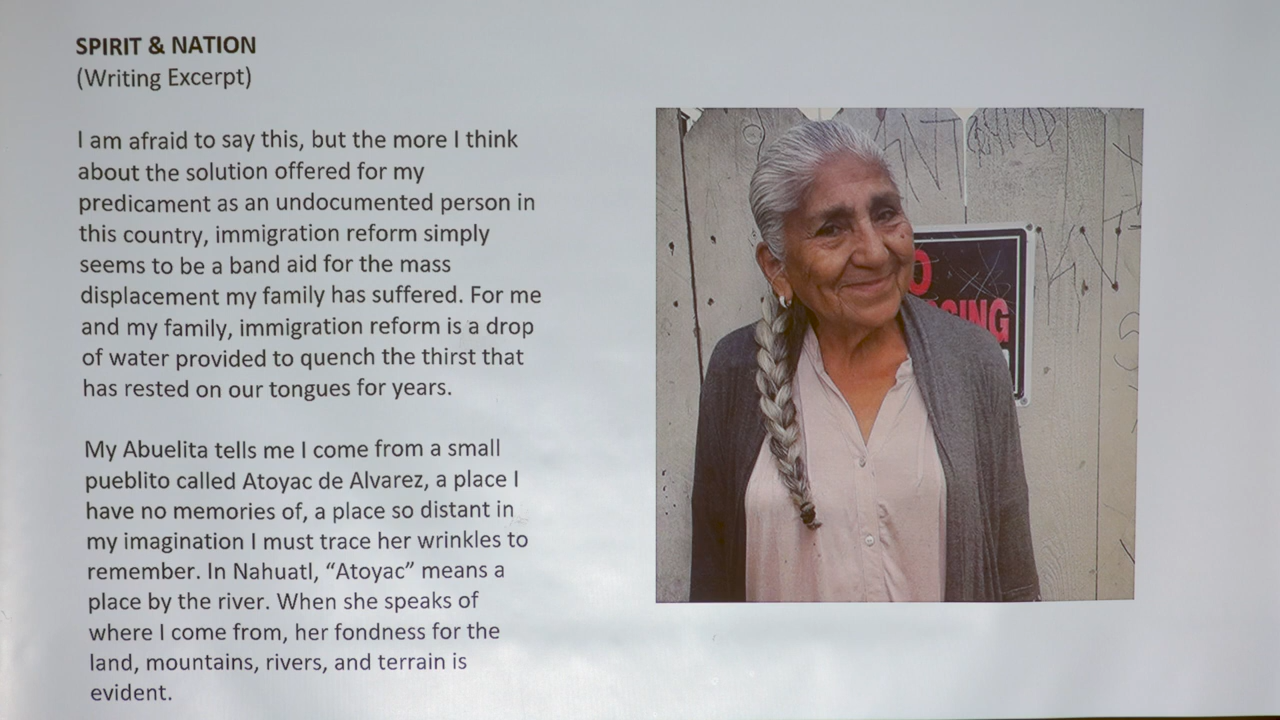 SPIRIT & NATION
(Writing Excerpt)
I am afraid to say this, but the more I think
about the solution offered for my
predicament as an undocumented person in
this country, immigration reform simply
seems to be a band aid for the mass
displacement my family has suffered. For me
and my family, immigration reform is a drop
of water provided to quench the thirst that
has rested on our tongues for years.
My Abuelita tells me I come from a small
pueblito called Atoyac de Alvarez, a place I
have no memories of, a place so distant in
my imagination I must trace her wrinkles to
remember. In Nahuatl, “Atoyac” means a
place by the river. When she speaks of
where I come from, her fondness for the
land, mountains, rivers, and terrain is
evident.